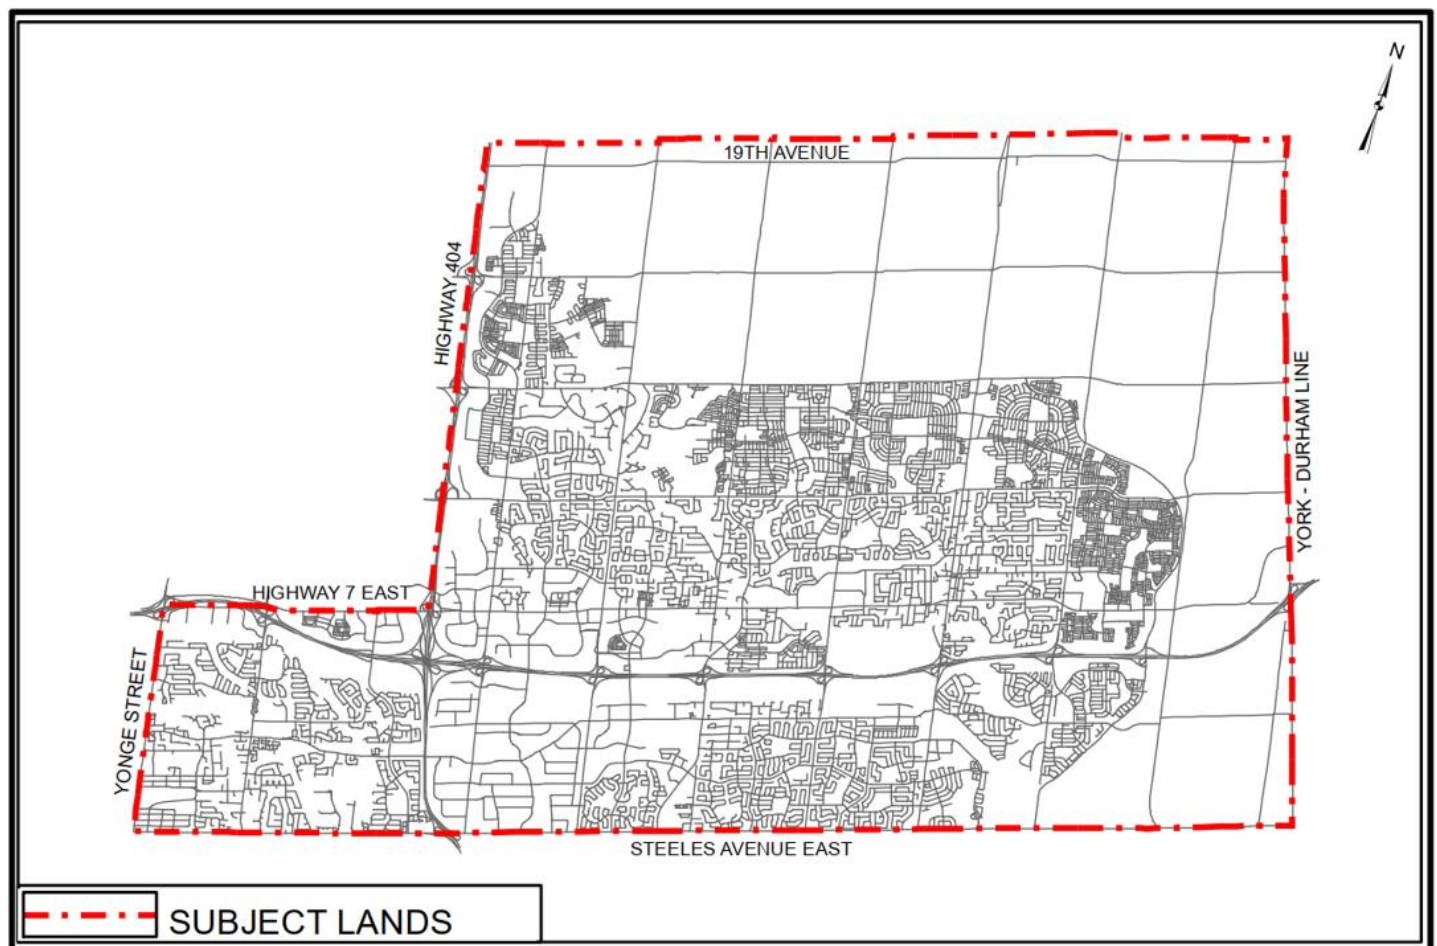 N
19TH AVENUE
HIGHWAY 404
YORK - DURHAM LINE
HIGHWAY 7 EAST
YONGE STREET
STEELES AVENUE EAST
SUBJECT LANDS